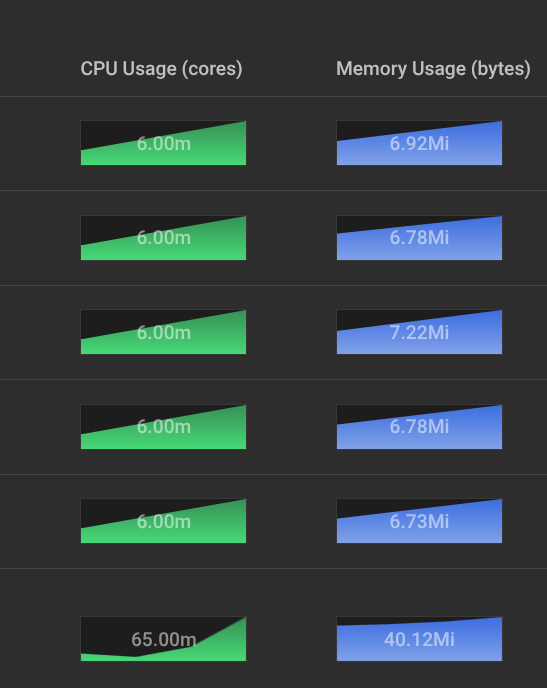 CPU Usage (cores) Memory Usage (bytes)
6.00m 6.92Mi
6.00m 6.78Mi
6.00m 7.22Mi
6.00m 6.78Mi
6.00m 6.73Mi
65.00m 40.12Mi